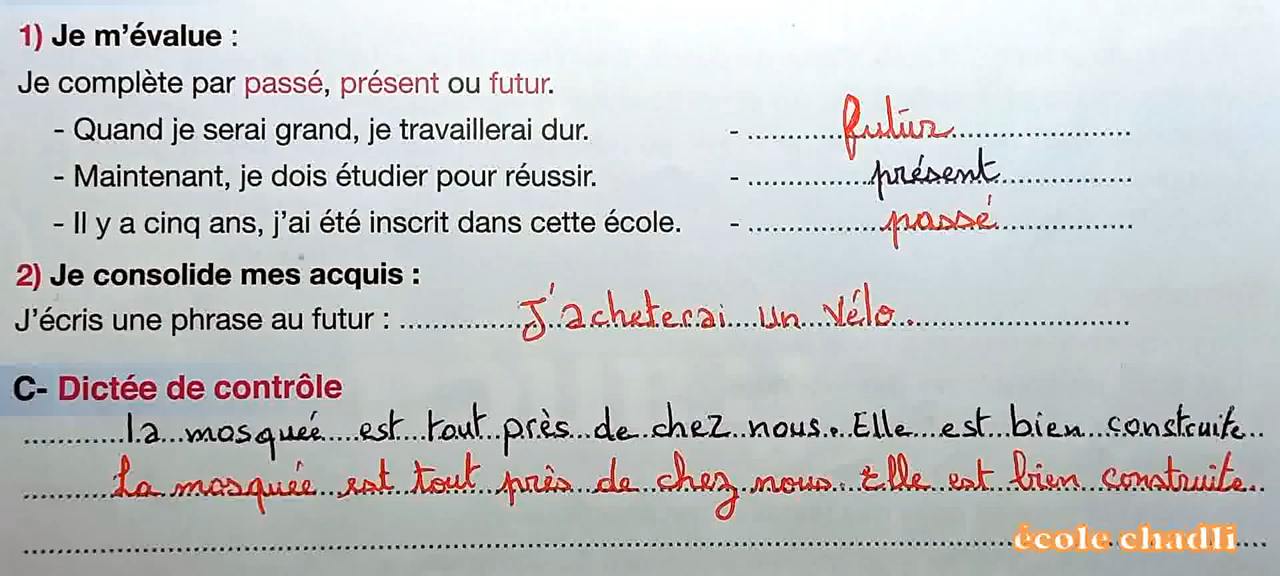 1) Je m'évalue :
Je complète par passé, présent ou futur.
- Quand je serai grand, je travaillerai dur. - ............futur........................
- Maintenant, je dois étudier pour réussir. - ...............présent..................
- Il y a cinq ans, j'ai été inscrit dans cette école. - ................passé..................
2) Je consolide mes acquis :
J'écris une phrase au futur : ...............J'acheterai....un...vélo.............................
C- Dictée de contrôle
............la...mosquée....est...tout...près...de...chez...nous...Elle...est...bien...construite...
............La mosquée...est tout près...de...chez nous. Elle...est...bien construite...
école chadli